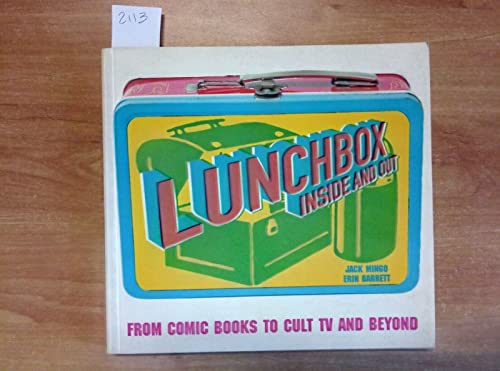 2113
LUNCHBOX
INSIDE AND OUT
JACK MINGO
ERIN BARRETT
FROM COMIC BOOKS TO CULT TV AND BEYOND